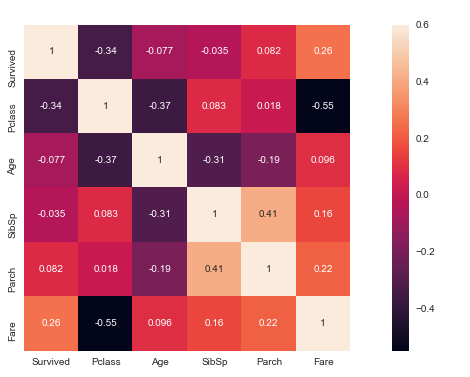 Survived 1 -0.34 -0.077 -0.035 0.082 0.26
Pclass -0.34 1 -0.37 0.083 0.018 -0.55
Age -0.077 -0.37 1 -0.31 -0.19 0.096
SibSp -0.035 0.083 -0.31 1 0.41 0.16
Parch 0.082 0.018 -0.19 0.41 1 0.22
Fare 0.26 -0.55 0.096 0.16 0.22 1
Survived Pclass Age SibSp Parch Fare
0.6
0.4
0.2
0.0
−0.2
−0.4